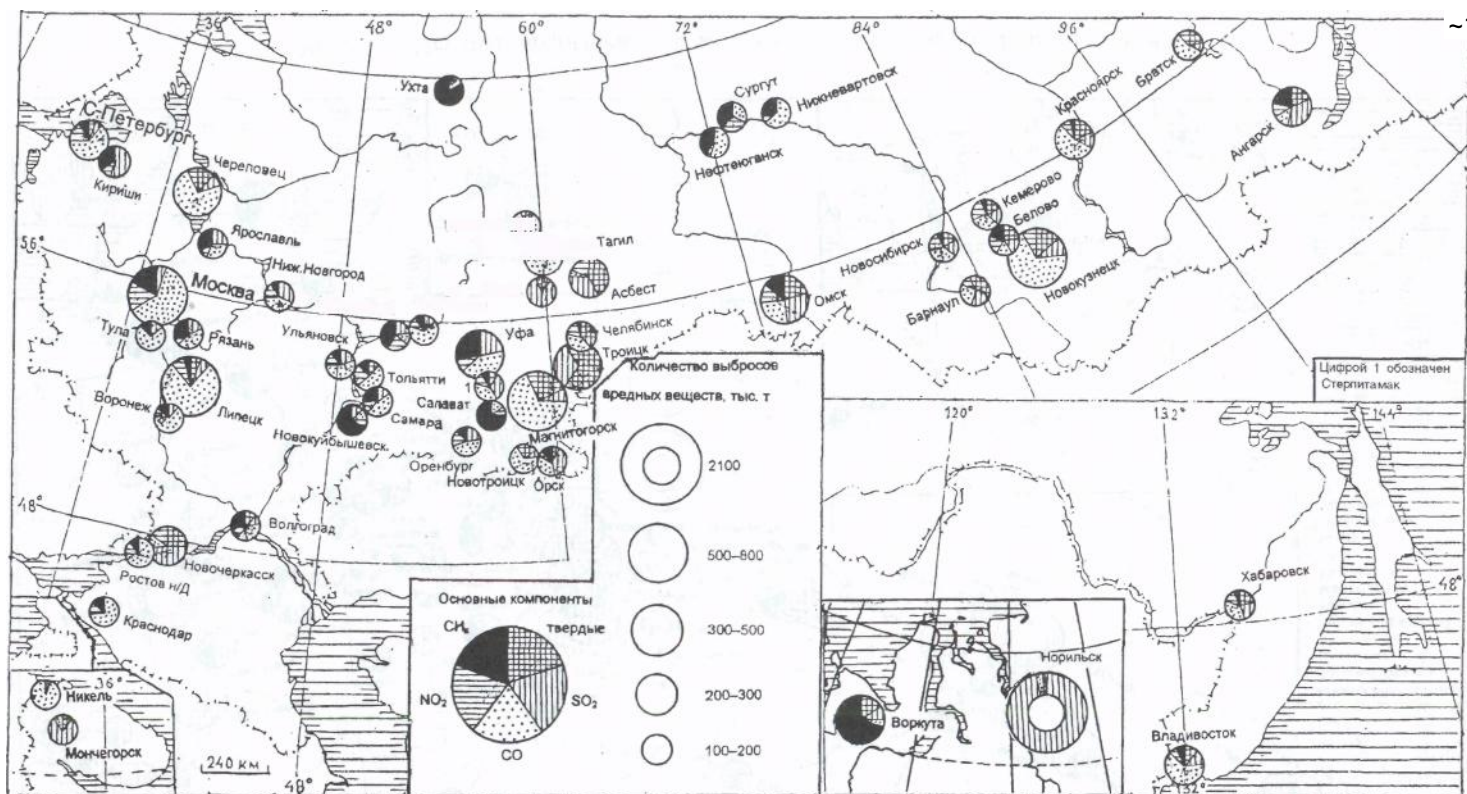 36°
48°
60°
72°
84°
96°
Ухта
Сургут
Нижневартовск
Нефтеюганск
Красноярск
Братск
Ангарск
С.-Петербург
Кириши
Череповец
Ярославль
Ниж.Новгород
56°
Москва
Тула
Рязань
Ульяновск
Тагил
Асбест
Уфа
Челябинск
Троицк
Омск
Новосибирск
Кемерово
Белово
Барнаул
Новокузнецк
Воронеж
Липецк
Тольятти
1
Салават
Самара
Новокуйбышевск.
Магнитогорск
Оренбург
Новотроицк
Орск
Количество выбросов
вредных веществ, тыс. т
2100
500–800
300–500
200–300
100–200
Цифрой 1 обозначен
Стерлитамак
120°
132°
144°
48°
Волгоград
Ростов н/Д
Новочеркасск
Краснодар
Основные компоненты
твердые
NO₂
SO₂
CO
36°
Никель
Мончегорск
240 км
48°
Воркута
Норильск
Хабаровск
48°
Владивосток
132°